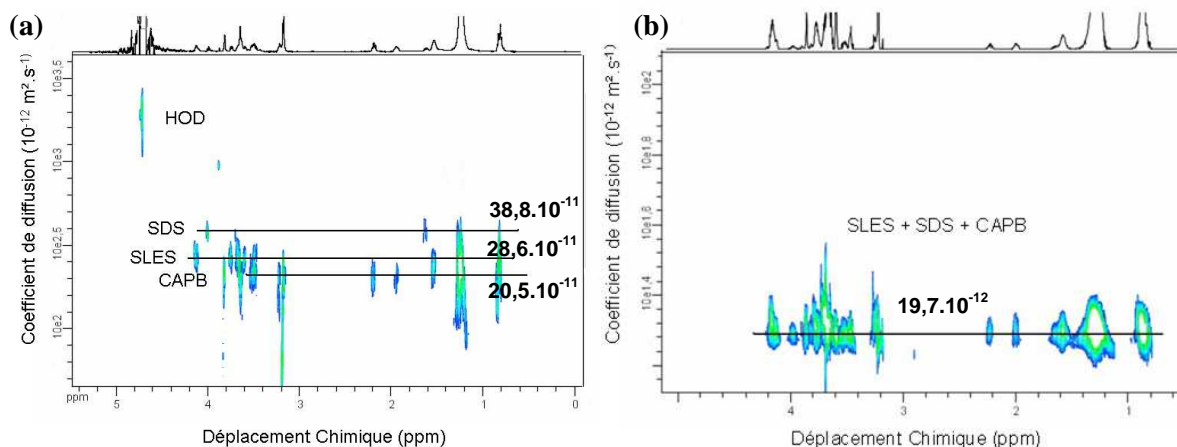 (a)
Coefficient de diffusion (10⁻¹² m².s⁻¹)
10e3,5
10e3
10e2,5
10e2
HOD
SDS
SLES
CAPB
38,8.10⁻¹¹
28,6.10⁻¹¹
20,5.10⁻¹¹
ppm 5 4 3 2 1 0
Déplacement Chimique (ppm)
(b)
Coefficient de diffusion (10⁻¹² m².s⁻¹)
10e2
10e1,8
10e1,6
10e1,4
10e1,2
SLES + SDS + CAPB
19,7.10⁻¹²
4 3 2 1
Déplacement Chimique (ppm)